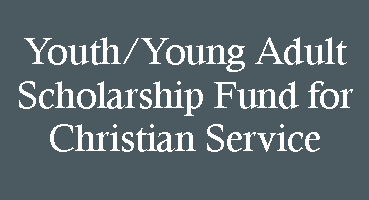 Youth/Young Adult
Scholarship Fund for
Christian Service